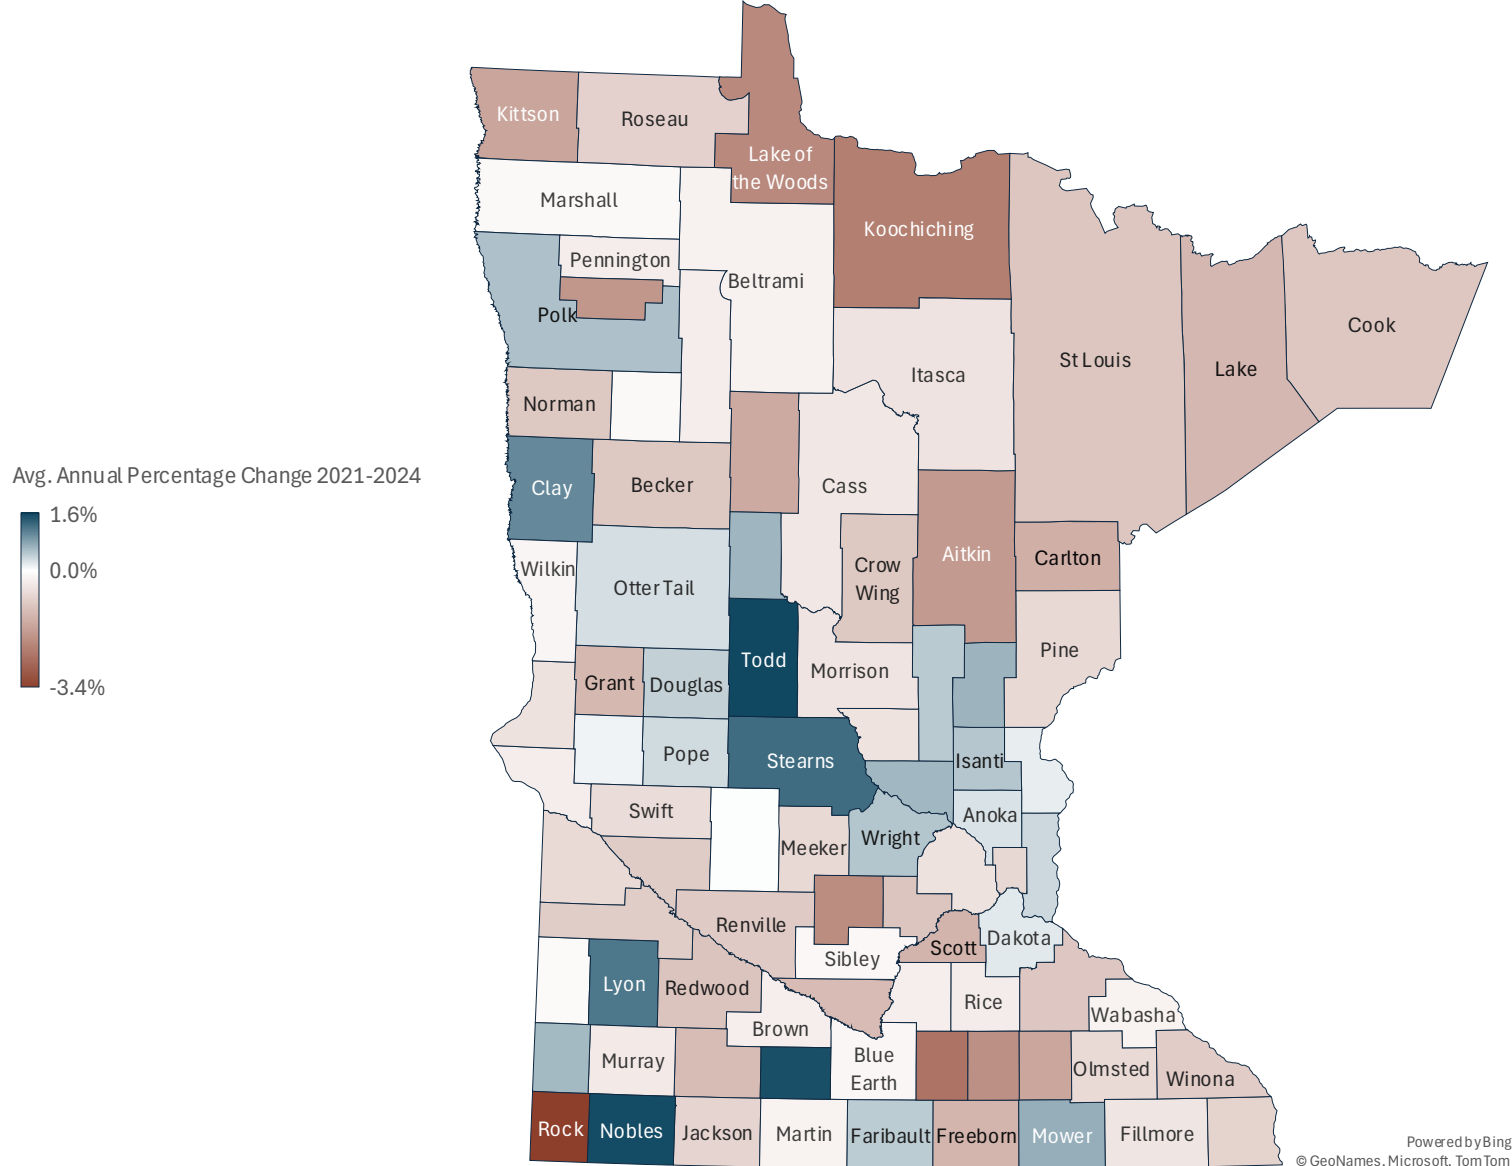 Kittson
Roseau
Lake of
the Woods
Marshall
Koochiching
Pennington
Beltrami
Polk
Cook
St Louis
Lake
Itasca
Norman
Avg. Annual Percentage Change 2021-2024
1.6%
0.0%
-3.4%
Clay
Becker
Cass
Aitkin
Carlton
Crow
Wing
Wilkin
Otter Tail
Pine
Todd
Morrison
Grant
Douglas
Pope
Stearns
Isanti
Swift
Anoka
Wright
Meeker
Renville
Scott
Dakota
Sibley
Lyon
Redwood
Rice
Wabasha
Brown
Blue
Earth
Murray
Olmsted
Winona
Rock
Nobles
Jackson
Martin
Faribault
Freeborn
Mower
Fillmore
Powered by Bing
© GeoNames, Microsoft, TomTom